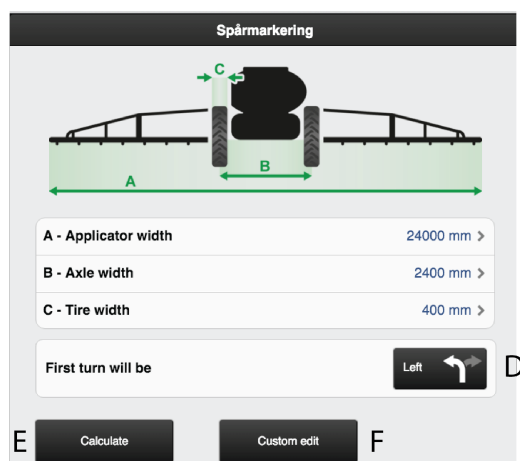 Spårmarkering
C
B
A
A - Applicator width 24000 mm
B - Axle width 2400 mm
C - Tire width 400 mm
First turn will be Left D
E Calculate Custom edit F